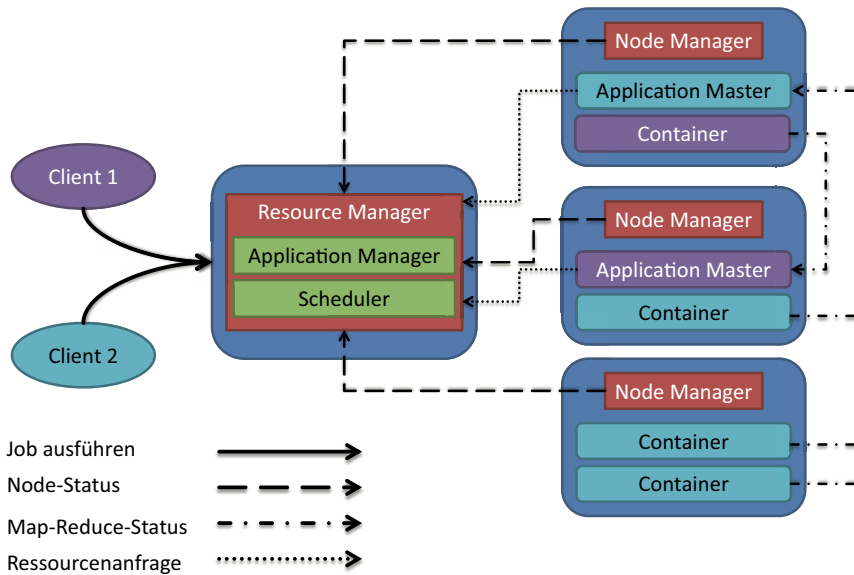 Node Manager
Application Master
Container
Client 1
Resource Manager
Application Manager
Scheduler
Node Manager
Application Master
Container
Client 2
Node Manager
Container
Container
Job ausführen
Node-Status
Map-Reduce-Status
Ressourcenanfrage